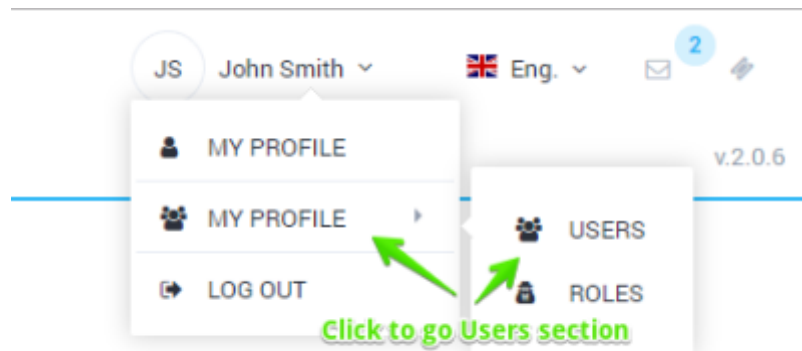 JS John Smith Eng. 2
MY PROFILE
v.2.0.6
MY PROFILE
USERS
LOG OUT
ROLES
Click to go Users section